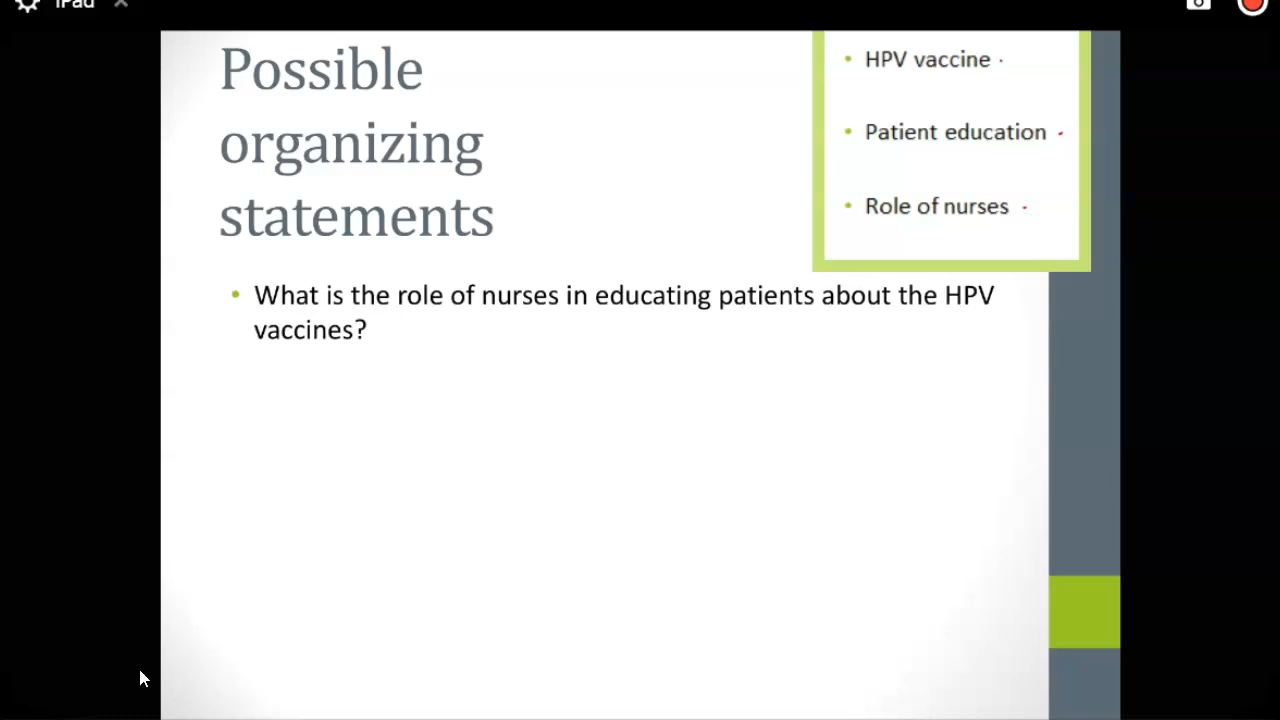 iPad
Possible
organizing
statements
• HPV vaccine
• Patient education
• Role of nurses
• What is the role of nurses in educating patients about the HPV
vaccines?